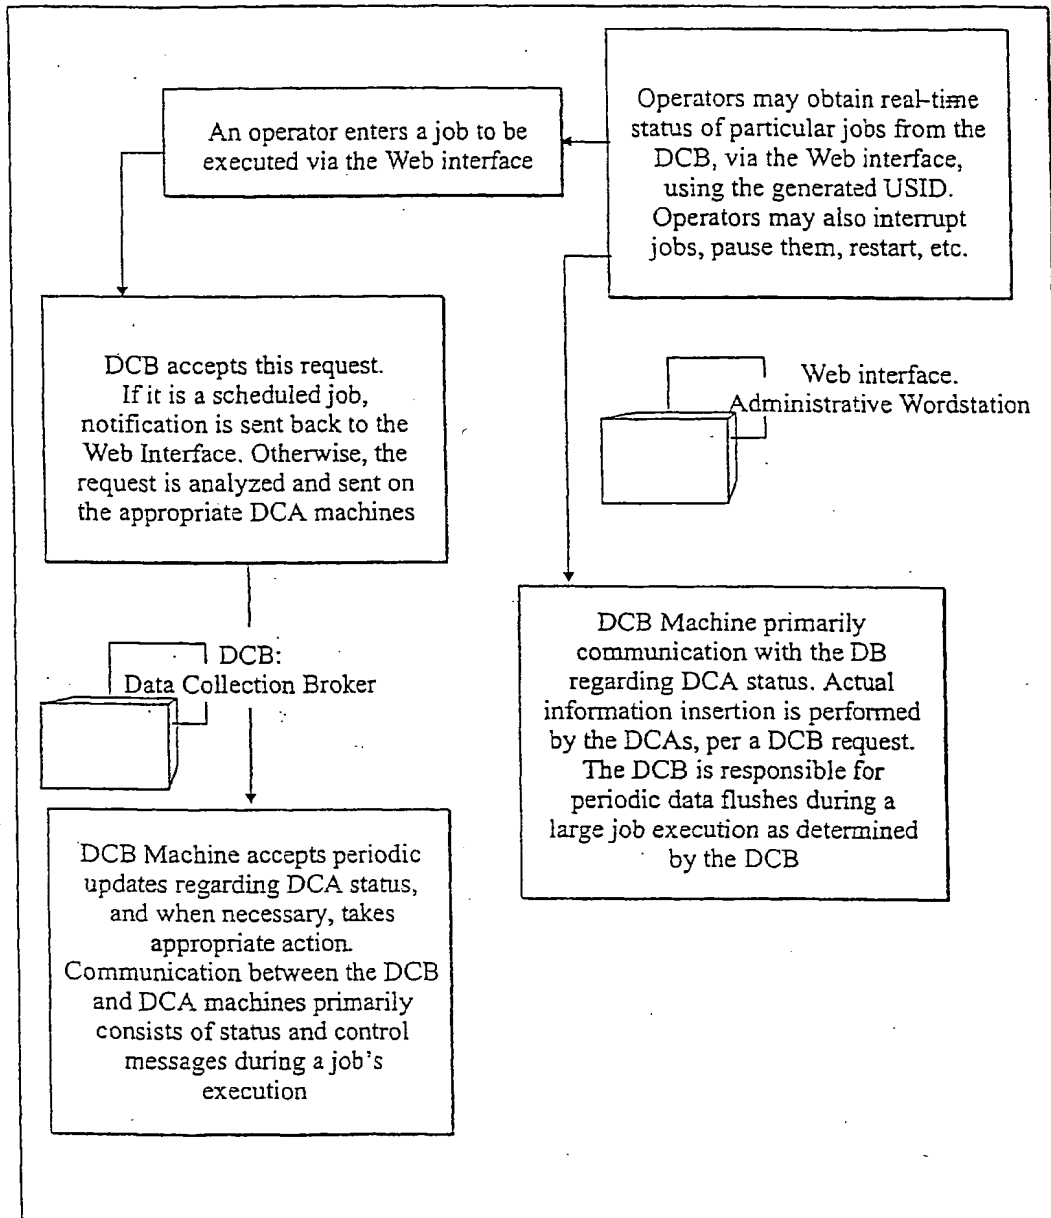 An operator enters a job to be
executed via the Web interface
Operators may obtain real-time
status of particular jobs from the
DCB, via the Web interface,
using the generated USID.
Operators may also interrupt
jobs, pause them, restart, etc.
DCB accepts this request.
If it is a scheduled job,
notification is sent back to the
Web Interface. Otherwise, the
request is analyzed and sent on
the appropriate DCA machines
Web interface.
Administrative Wordstation
DCB:
Data Collection Broker
DCB Machine primarily
communication with the DB
regarding DCA status. Actual
information insertion is performed
by the DCAs, per a DCB request.
The DCB is responsible for
periodic data flushes during a
large job execution as determined
by the DCB
DCB Machine accepts periodic
updates regarding DCA status,
and when necessary, takes
appropriate action.
Communication between the DCB
and DCA machines primarily
consists of status and control
messages during a job's
execution